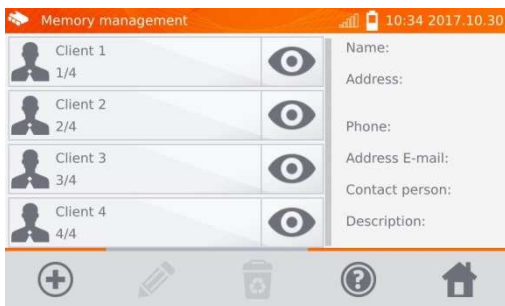 Memory management
10:34 2017.10.30
Client 1
1/4
Client 2
2/4
Client 3
3/4
Client 4
4/4
Name:
Address:
Phone:
Address E-mail:
Contact person:
Description: